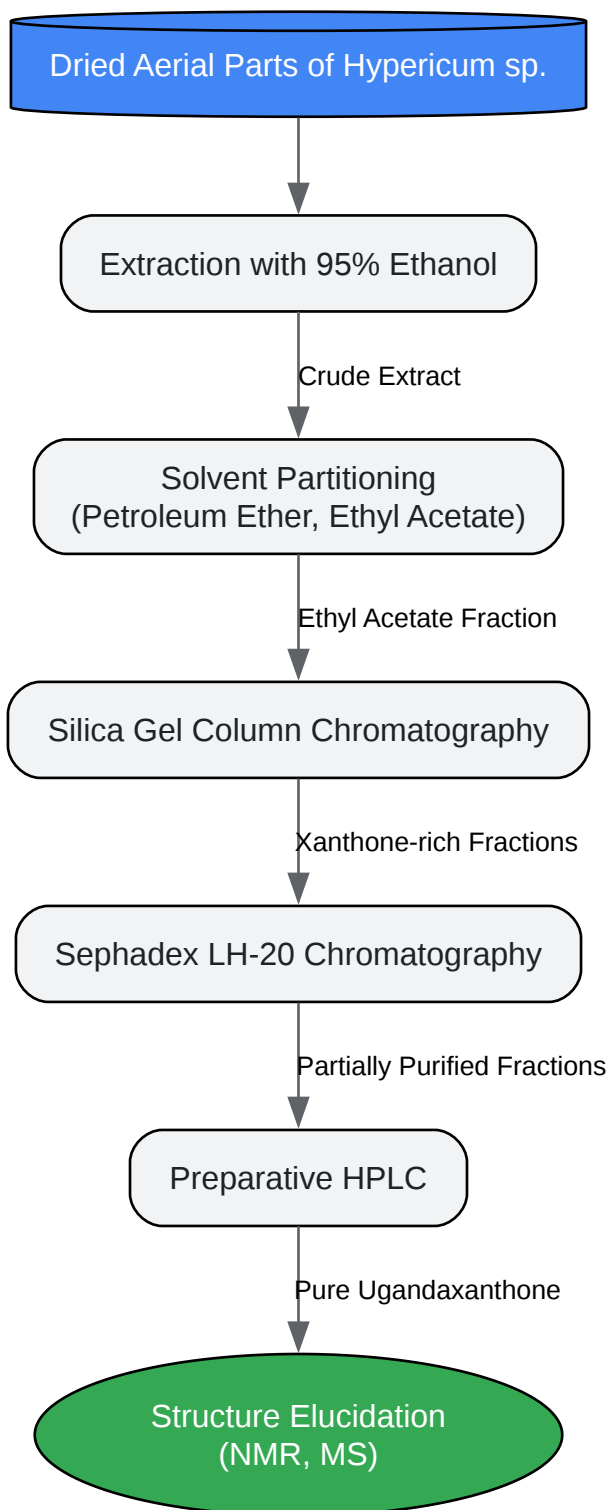 Dried Aerial Parts of Hypericum sp.
Extraction with 95% Ethanol
Crude Extract
Solvent Partitioning
(Petroleum Ether, Ethyl Acetate)
Ethyl Acetate Fraction
Silica Gel Column Chromatography
Xanthone-rich Fractions
Sephadex LH-20 Chromatography
Partially Purified Fractions
Preparative HPLC
Pure Ugandaxanthone
Structure Elucidation
(NMR, MS)